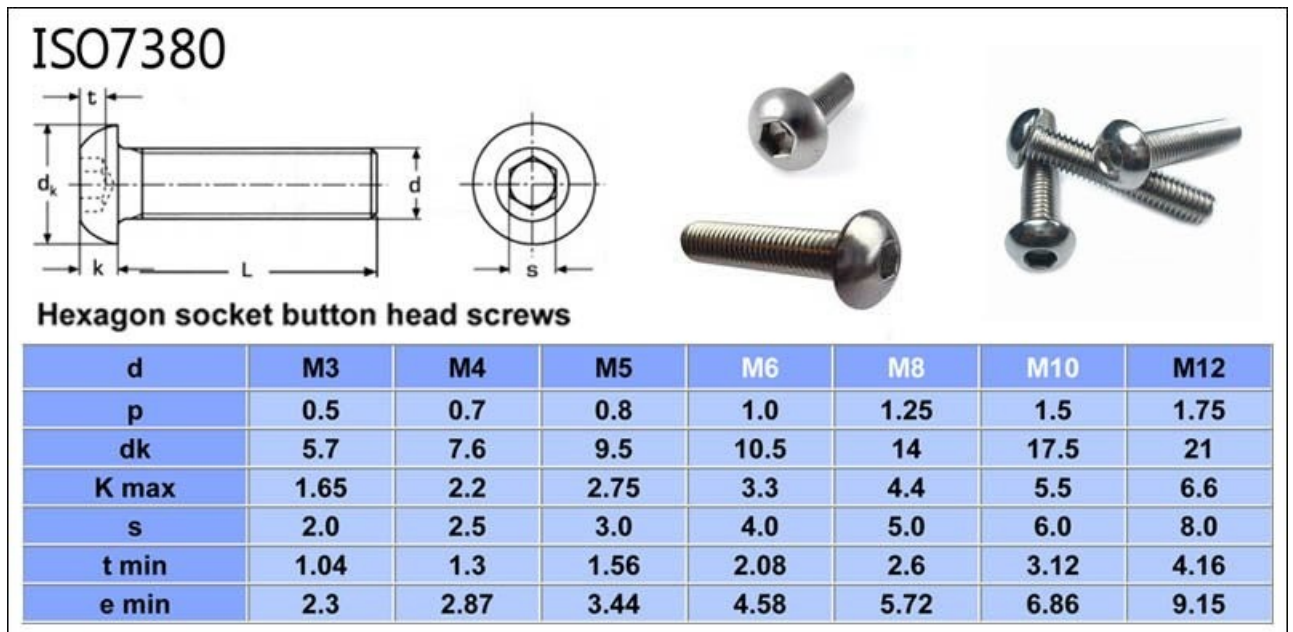 ISO7380
t
dk
d
k
L
s
Hexagon socket button head screws
d M3 M4 M5 M6 M8 M10 M12
p 0.5 0.7 0.8 1.0 1.25 1.5 1.75
dk 5.7 7.6 9.5 10.5 14 17.5 21
K max 1.65 2.2 2.75 3.3 4.4 5.5 6.6
s 2.0 2.5 3.0 4.0 5.0 6.0 8.0
t min 1.04 1.3 1.56 2.08 2.6 3.12 4.16
e min 2.3 2.87 3.44 4.58 5.72 6.86 9.15